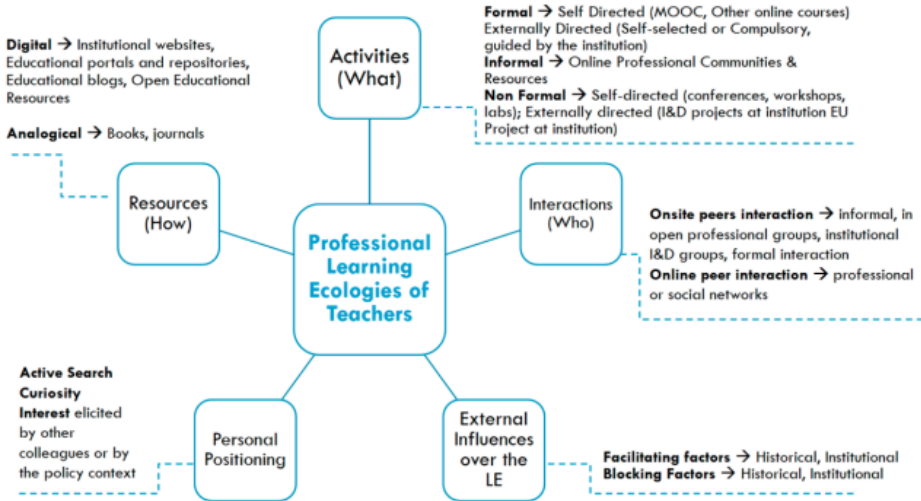 Formal → Self Directed (MOOC, Other online courses)
Externally Directed (Self-selected or Compulsory,
guided by the institution)
Informal → Online Professional Communities &
Resources
Non Formal → Self-directed (conferences, workshops,
labs); Externally directed (I&D projects at institution EU
Project at institution)
Activities
(What)
Digital → Institutional websites,
Educational portals and repositories,
Educational blogs, Open Educational
Resources
Analogical → Books, journals
Resources
(How)
Interactions
(Who)
Onsite peers interaction → informal, in
open professional groups, institutional
I&D groups, formal interaction
Online peer interaction → professional
or social networks
Professional
Learning
Ecologies of
Teachers
Active Search
Curiosity
Interest elicited
by other
colleagues or by
the policy context
Personal
Positioning
External
Influences
over the
LE
Facilitating factors → Historical, Institutional
Blocking Factors → Historical, Institutional